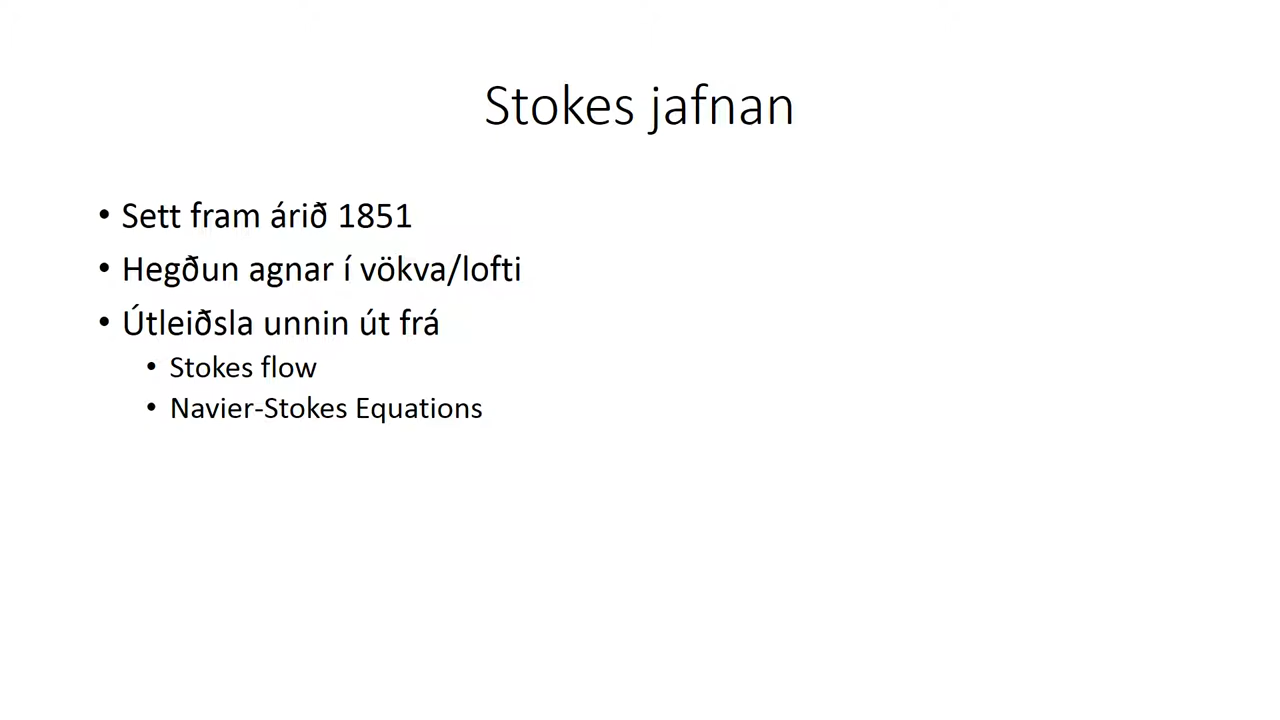 Stokes jafnan
• Sett fram árið 1851
• Hegðun agnar í vökva/lofti
• Útleiðsla unnin út frá
• Stokes flow
• Navier-Stokes Equations